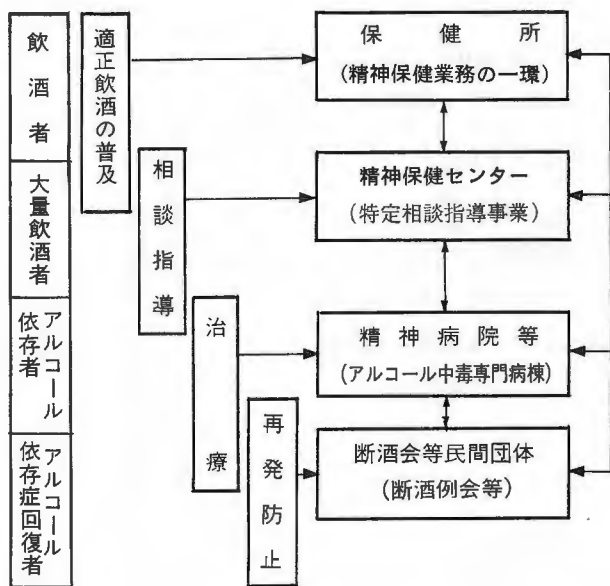 飲酒者
大量飲酒者
アルコール
依存者
アルコール
依存症回復者
適正飲酒の普及
相談指導
治療
再発防止
保健所
(精神保健業務の一環)
精神保健センター
(特定相談指導事業)
精神病院等
(アルコール中毒専門病棟)
断酒会等民間団体
(断酒例会等)